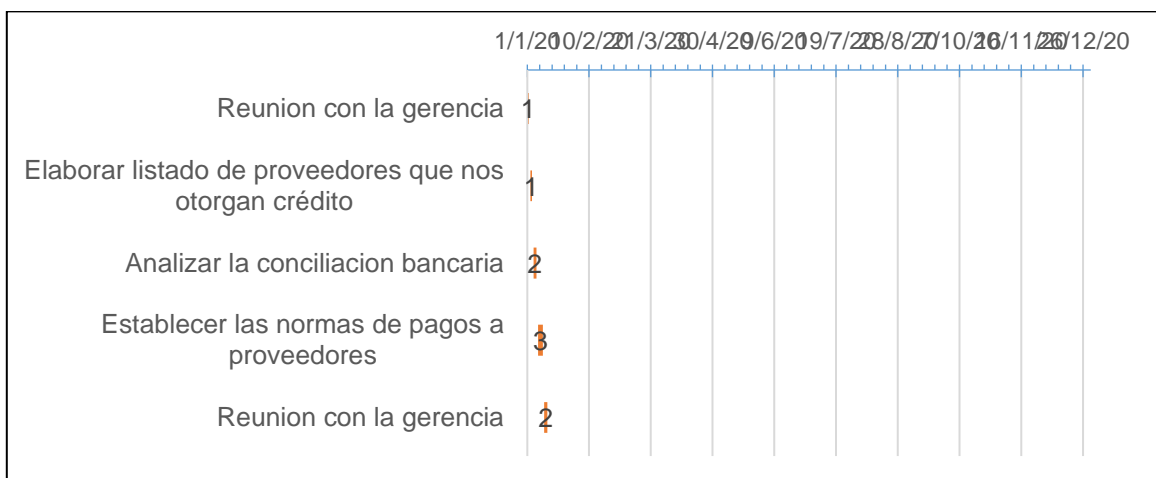 1/1/20 10/2/20 21/3/20 30/4/20 9/6/20 19/7/20 28/8/20 7/10/20 16/11/20 26/12/20
Reunion con la gerencia 1
Elaborar listado de proveedores que nos
otorgan crédito
1
Analizar la conciliacion bancaria 2
Establecer las normas de pagos a
proveedores
3
Reunion con la gerencia 2